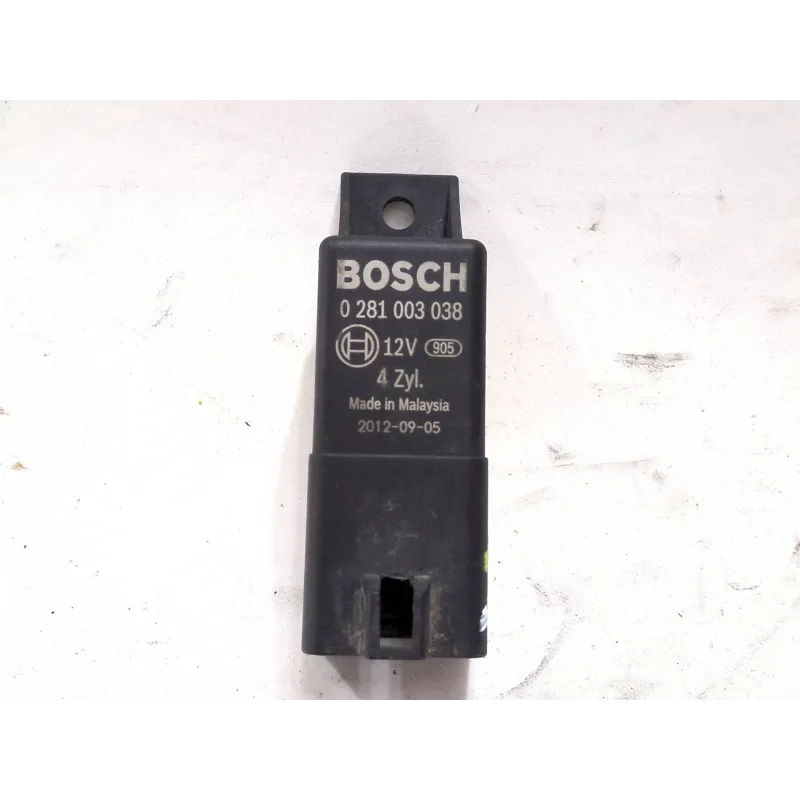 BOSCH
0 281 003 038
12V 905
4 Zyl.
Made in Malaysia
2012-09-05